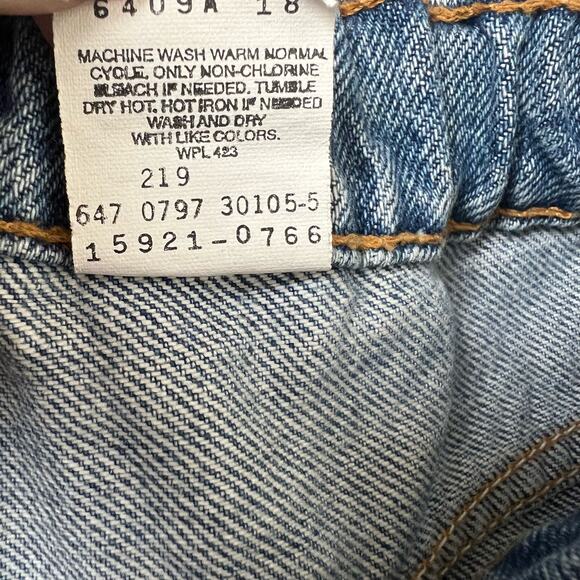 6409A 18
MACHINE WASH WARM NORMAL
CYCLE, ONLY NON-CHLORINE
BLEACH IF NEEDED. TUMBLE
DRY HOT. HOT IRON IF NEEDED
WASH AND DRY
WITH LIKE COLORS.
WPL 423
219
647 0797 30105-5
15921-0766